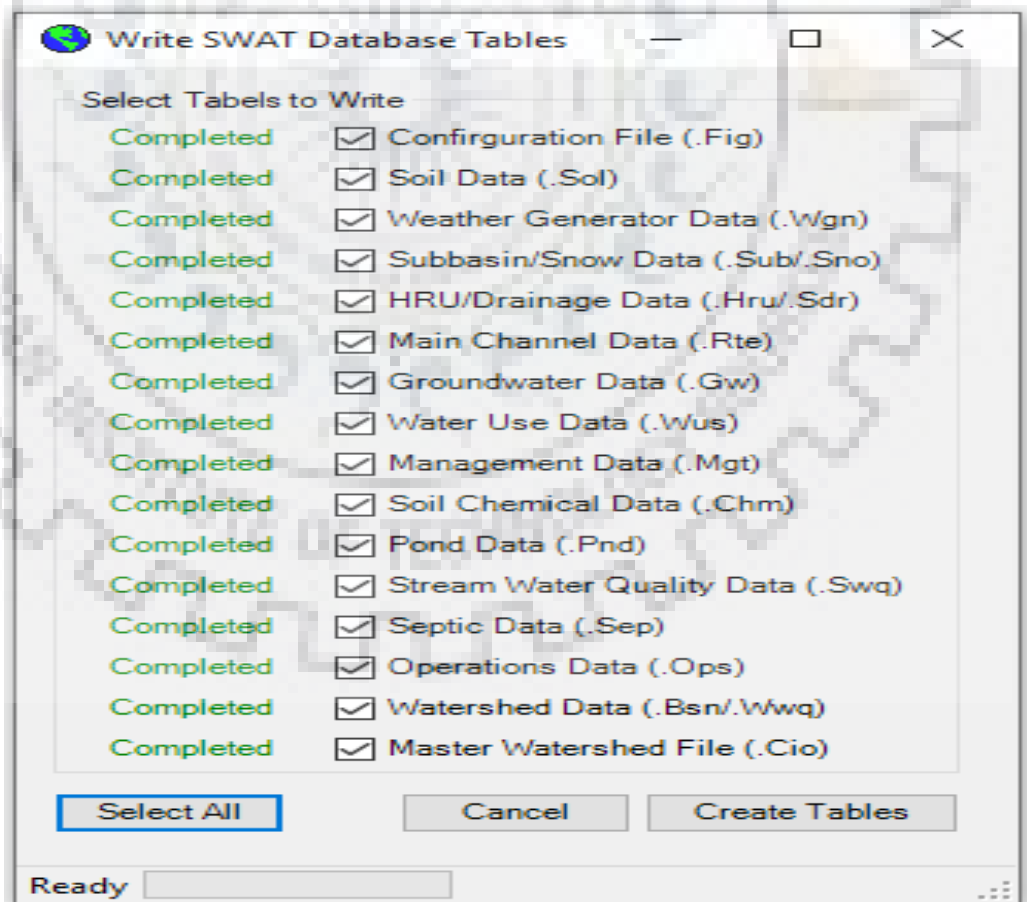 Write SWAT Database Tables
Select Tabels to Write
Completed Confirguration File (.Fig)
Completed Soil Data (.Sol)
Completed Weather Generator Data (.Wgn)
Completed Subbasin/Snow Data (.Sub/.Sno)
Completed HRU/Drainage Data (.Hru/.Sdr)
Completed Main Channel Data (.Rte)
Completed Groundwater Data (.Gw)
Completed Water Use Data (.Wus)
Completed Management Data (.Mgt)
Completed Soil Chemical Data (.Chm)
Completed Pond Data (.Pnd)
Completed Stream Water Quality Data (.Swq)
Completed Septic Data (.Sep)
Completed Operations Data (.Ops)
Completed Watershed Data (.Bsn/.Wwq)
Completed Master Watershed File (.Cio)
Select All Cancel Create Tables
Ready